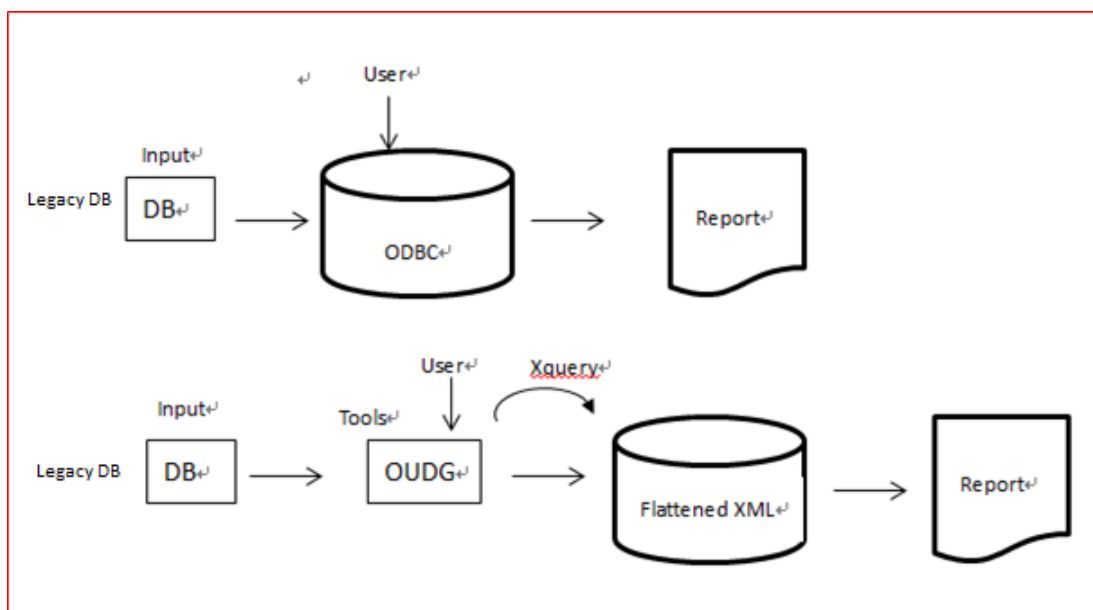 User
Input
Legacy DB
DB
ODBC
Report
User
Xquery
Input
Tools
Legacy DB
DB
OUDG
Flattened XML
Report